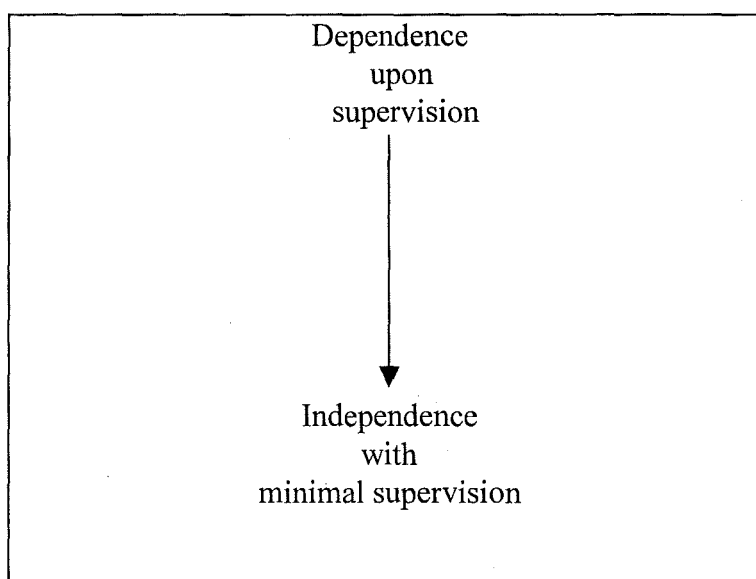 Dependence
upon
supervision
Independence
with
minimal supervision